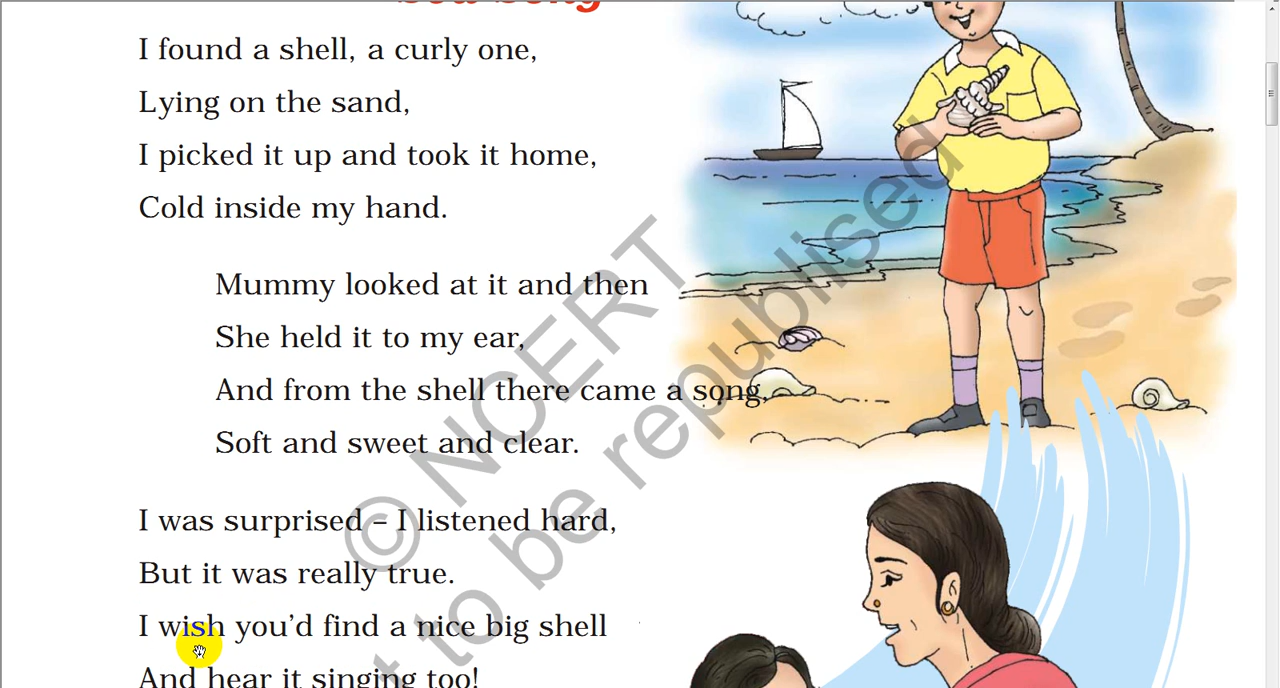 Sea Song
I found a shell, a curly one,
Lying on the sand,
I picked it up and took it home,
Cold inside my hand.
Mummy looked at it and then
She held it to my ear,
And from the shell there came a song,
Soft and sweet and clear.
I was surprised – I listened hard,
But it was really true.
I wish you’d find a nice big shell
And hear it singing too!
© NCERT
t to be republised